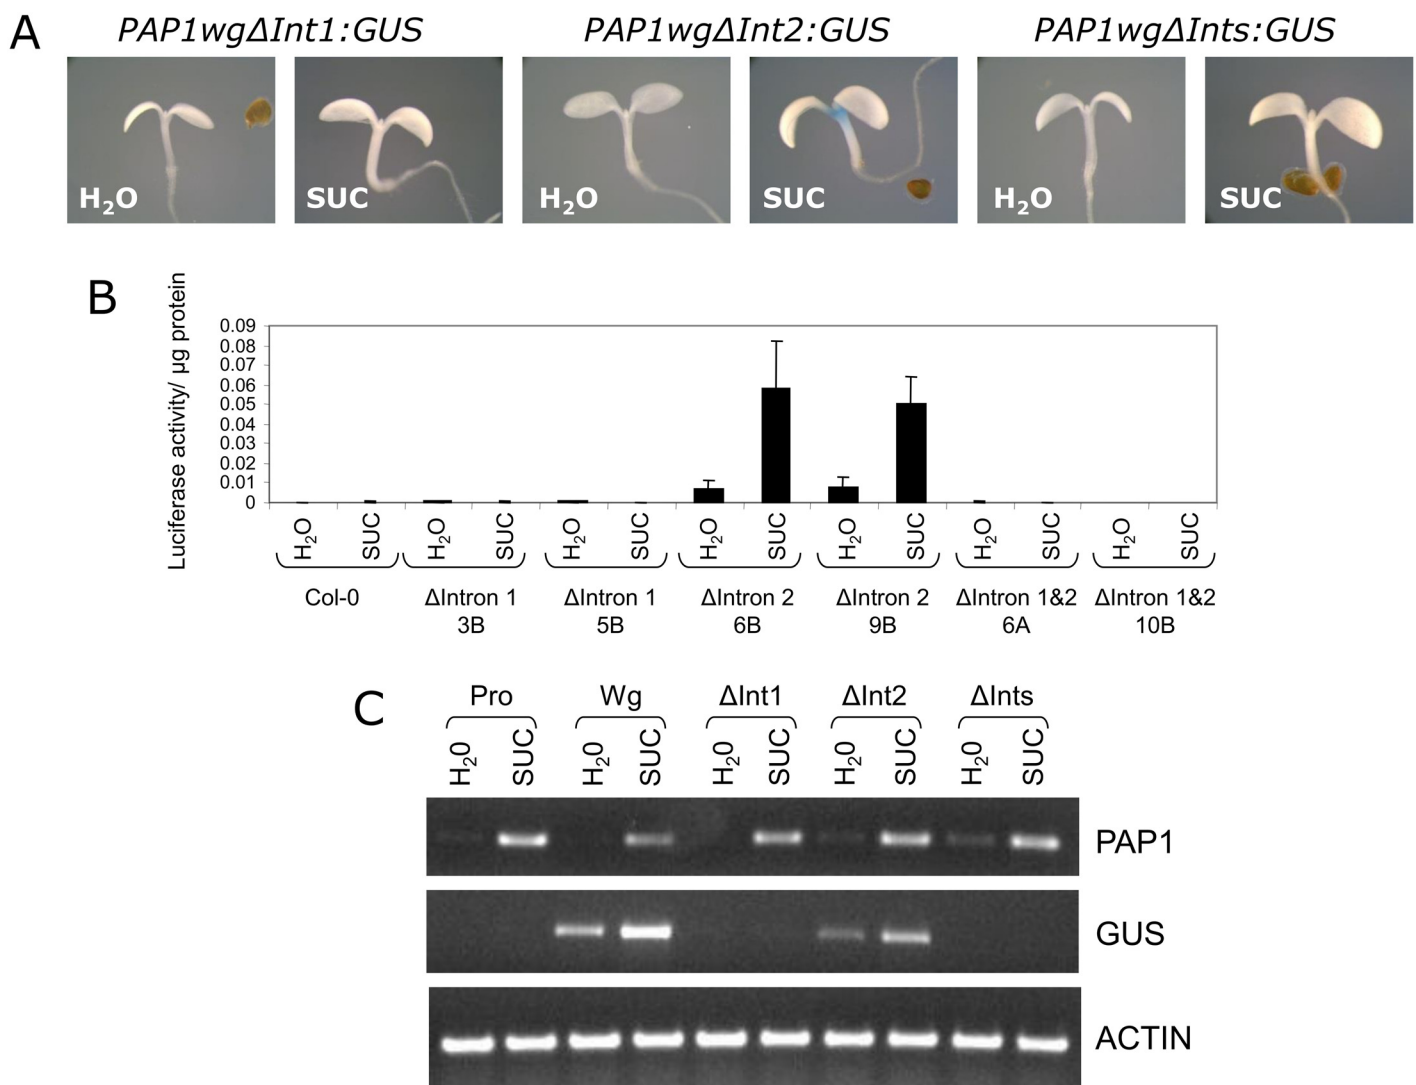 A
PAP1wgΔInt1:GUS PAP1wgΔInt2:GUS PAP1wgΔInts:GUS
H₂O SUC H₂O SUC H₂O SUC
B
Luciferase activity/ µg protein
0.09
0.08
0.07
0.06
0.05
0.04
0.03
0.02
0.01
0
H₂O SUC H₂O SUC H₂O SUC H₂O SUC H₂O SUC H₂O SUC H₂O SUC
Col-0 ΔIntron 1 ΔIntron 1 ΔIntron 2 ΔIntron 2 ΔIntron 1&2 ΔIntron 1&2
3B 5B 6B 9B 6A 10B
C
Pro Wg ΔInt1 ΔInt2 ΔInts
H₂0 SUC H₂0 SUC H₂0 SUC H₂0 SUC H₂0 SUC
PAP1
GUS
ACTIN